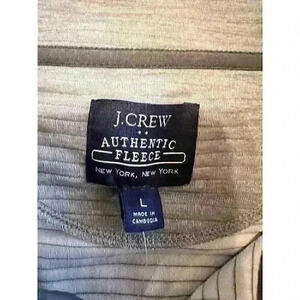 J.CREW
AUTHENTIC
FLEECE
NEW YORK, NEW YORK
L
MADE IN
CAMBODIA